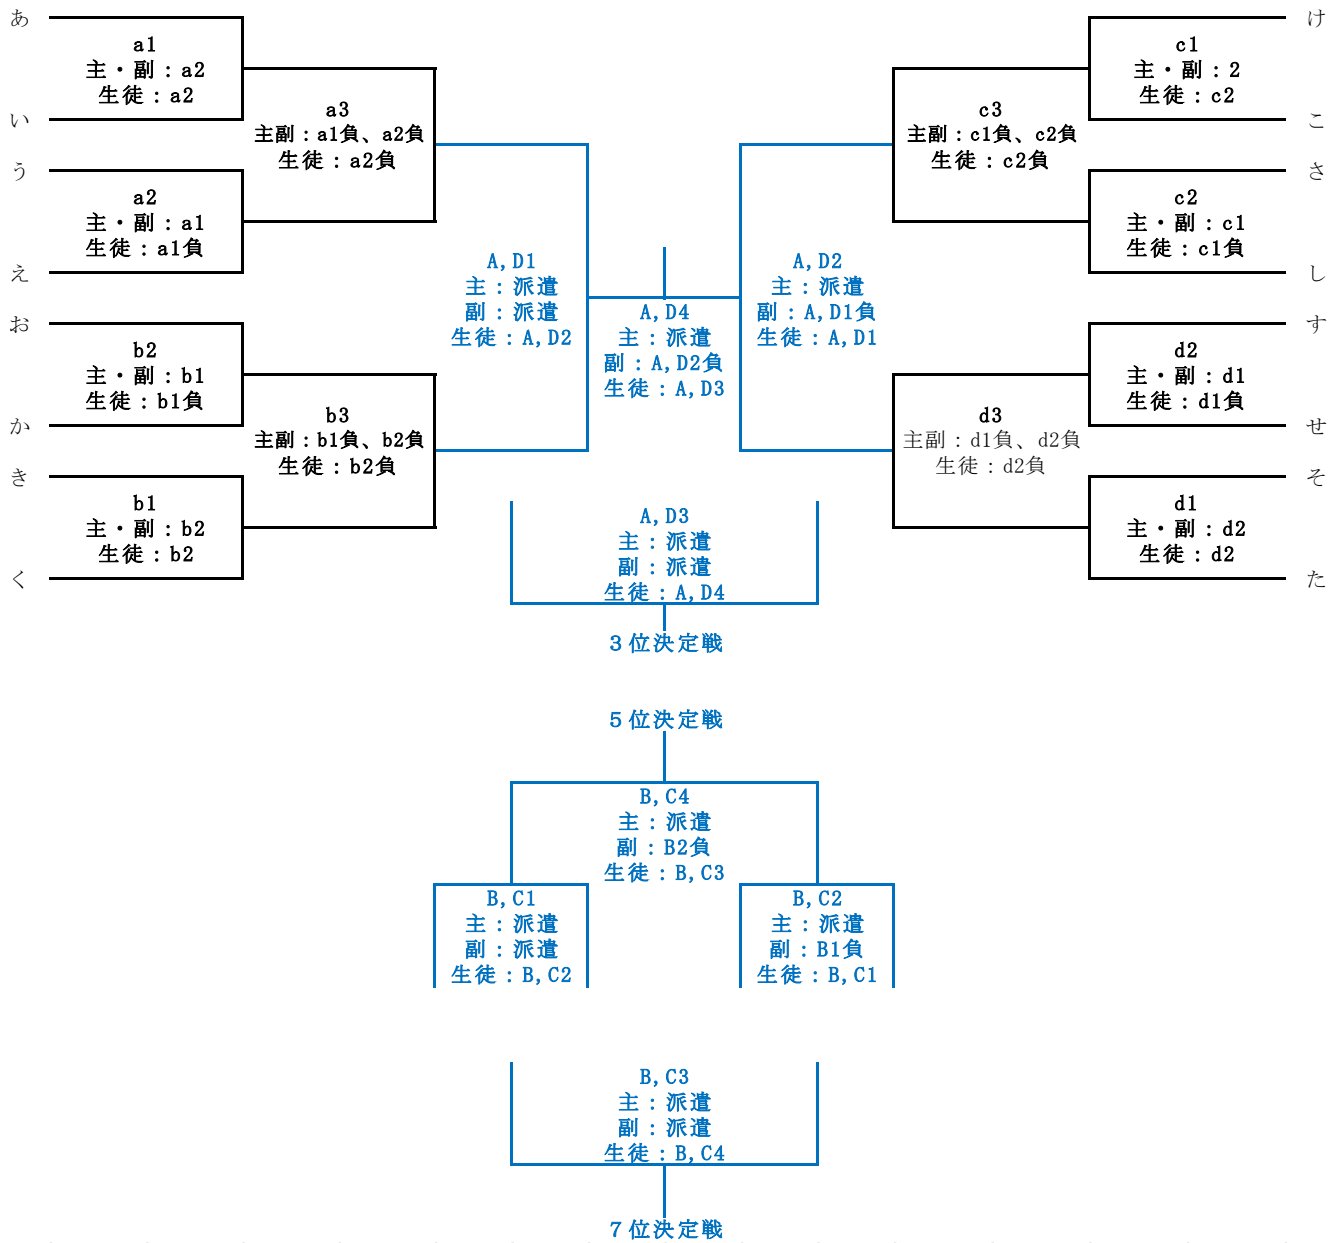 あ
a1
主・副：a2
生徒：a2
い
a3
主副：a1負、a2負
生徒：a2負
う
a2
主・副：a1
生徒：a1負
え
お
b2
主・副：b1
生徒：b1負
か
b3
主副：b1負、b2負
生徒：b2負
き
b1
主・副：b2
生徒：b2
く
A,D1
主：派遣
副：派遣
生徒：A,D2
A,D4
主：派遣
副：A,D2負
生徒：A,D3
A,D2
主：派遣
副：A,D1負
生徒：A,D1
け
c1
主・副：2
生徒：c2
こ
c3
主副：c1負、c2負
生徒：c2負
さ
c2
主・副：c1
生徒：c1負
し
す
d2
主・副：d1
生徒：d1負
せ
d3
主副：d1負、d2負
生徒：d2負
そ
d1
主・副：d2
生徒：d2
た
A,D3
主：派遣
副：派遣
生徒：A,D4
３位決定戦
５位決定戦
B,C4
主：派遣
副：B2負
生徒：B,C3
B,C1
主：派遣
副：派遣
生徒：B,C2
B,C2
主：派遣
副：B1負
生徒：B,C1
B,C3
主：派遣
副：派遣
生徒：B,C4
７位決定戦